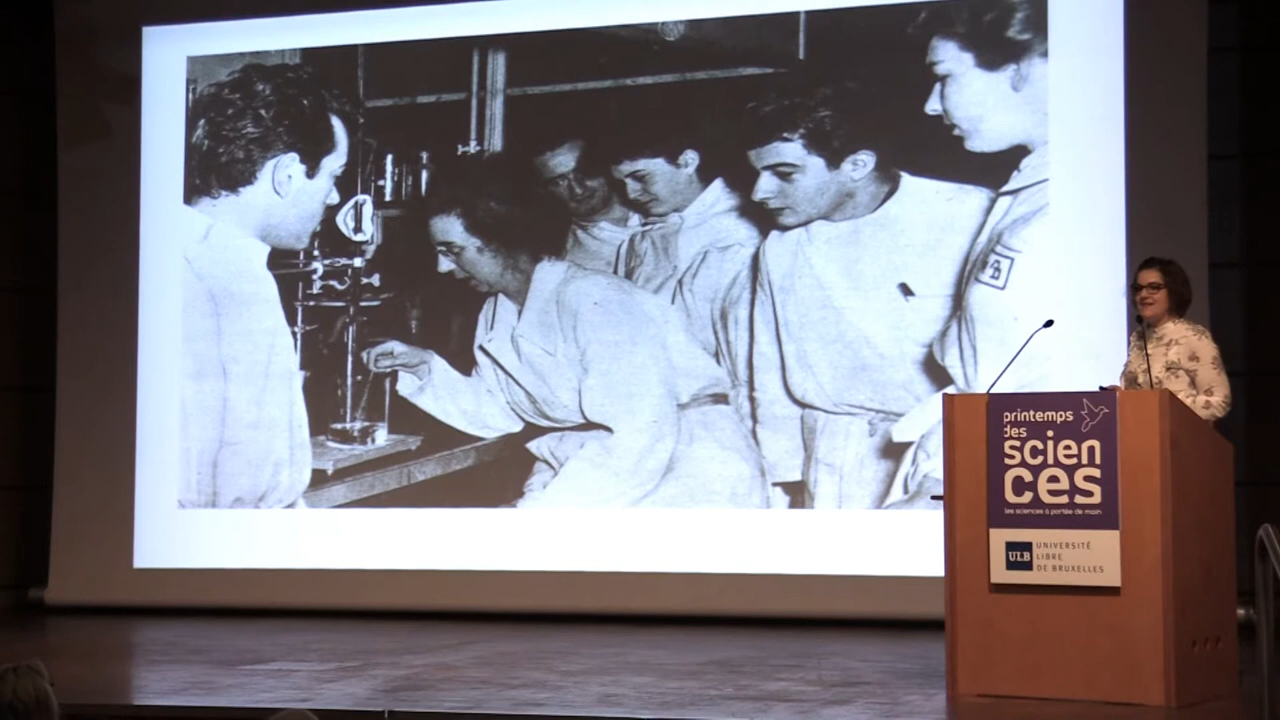 printemps
des
scien
ces
les sciences à portée de main
ULB
UNIVERSITÉ
LIBRE
DE BRUXELLES